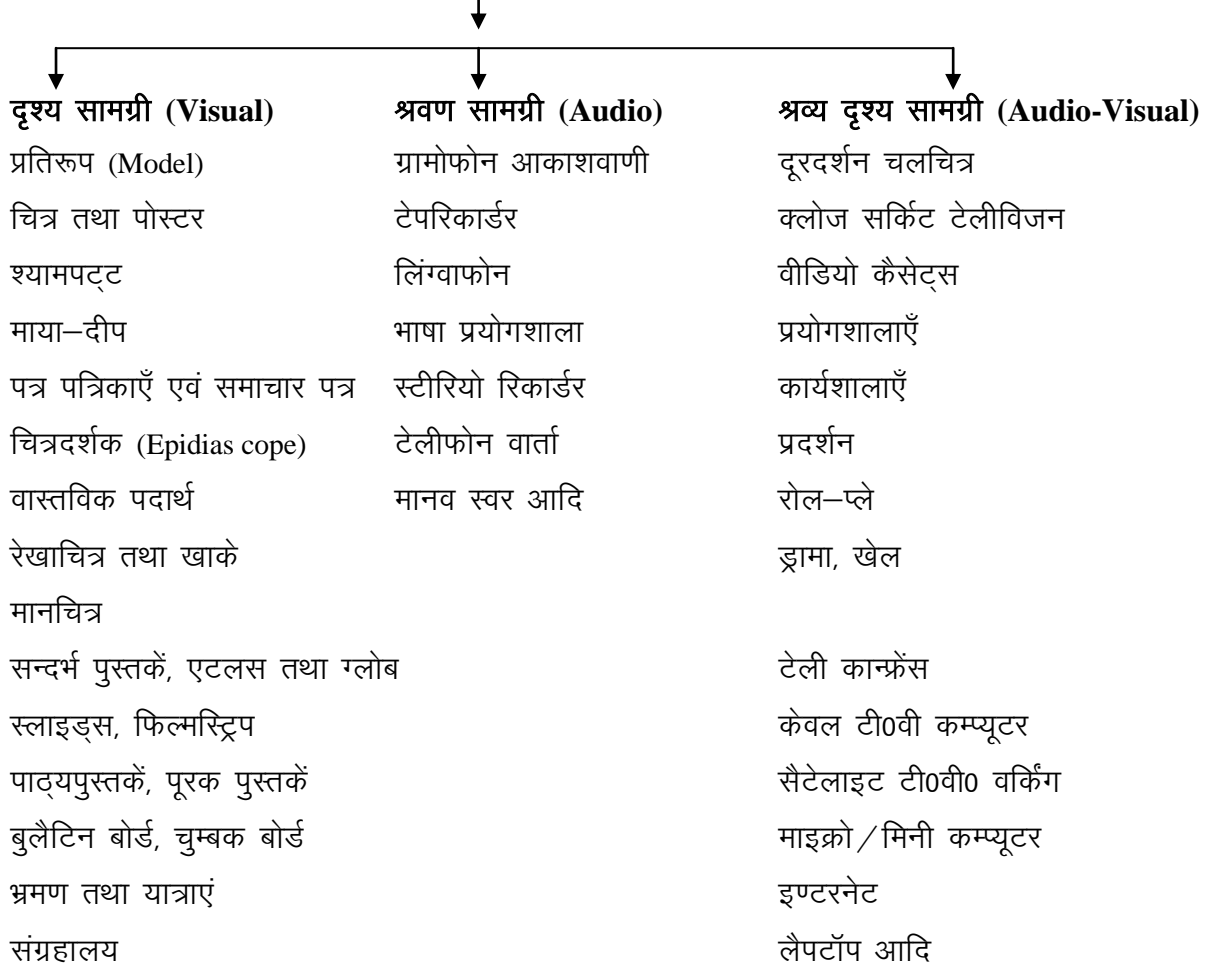 दृश्य सामग्री (Visual)
प्रतिरूप (Model)
चित्र तथा पोस्टर
श्यामपट्ट
माया–दीप
पत्र पत्रिकाएँ एवं समाचार पत्र
चित्रदर्शक (Epidias cope)
वास्तविक पदार्थ
रेखाचित्र तथा खाके
मानचित्र
सन्दर्भ पुस्तकें, एटलस तथा ग्लोब
स्लाइड्स, फिल्मस्ट्रिप
पाठ्यपुस्तकें, पूरक पुस्तकें
बुलैटिन बोर्ड, चुम्बक बोर्ड
भ्रमण तथा यात्राएं
संग्रहालय
श्रवण सामग्री (Audio)
ग्रामोफोन आकाशवाणी
टेपरिकार्डर
लिंग्वाफोन
भाषा प्रयोगशाला
स्टीरियो रिकार्डर
टेलीफोन वार्ता
मानव स्वर आदि
श्रव्य दृश्य सामग्री (Audio-Visual)
दूरदर्शन चलचित्र
क्लोज सर्किट टेलीविजन
वीडियो कैसेट्स
प्रयोगशालाएँ
कार्यशालाएँ
प्रदर्शन
रोल–प्ले
ड्रामा, खेल
टेली कान्फ्रेंस
केवल टी0वी कम्प्यूटर
सैटेलाइट टी0वी0 वर्किंग
माइक्रो/मिनी कम्प्यूटर
इण्टरनेट
लैपटॉप आदि